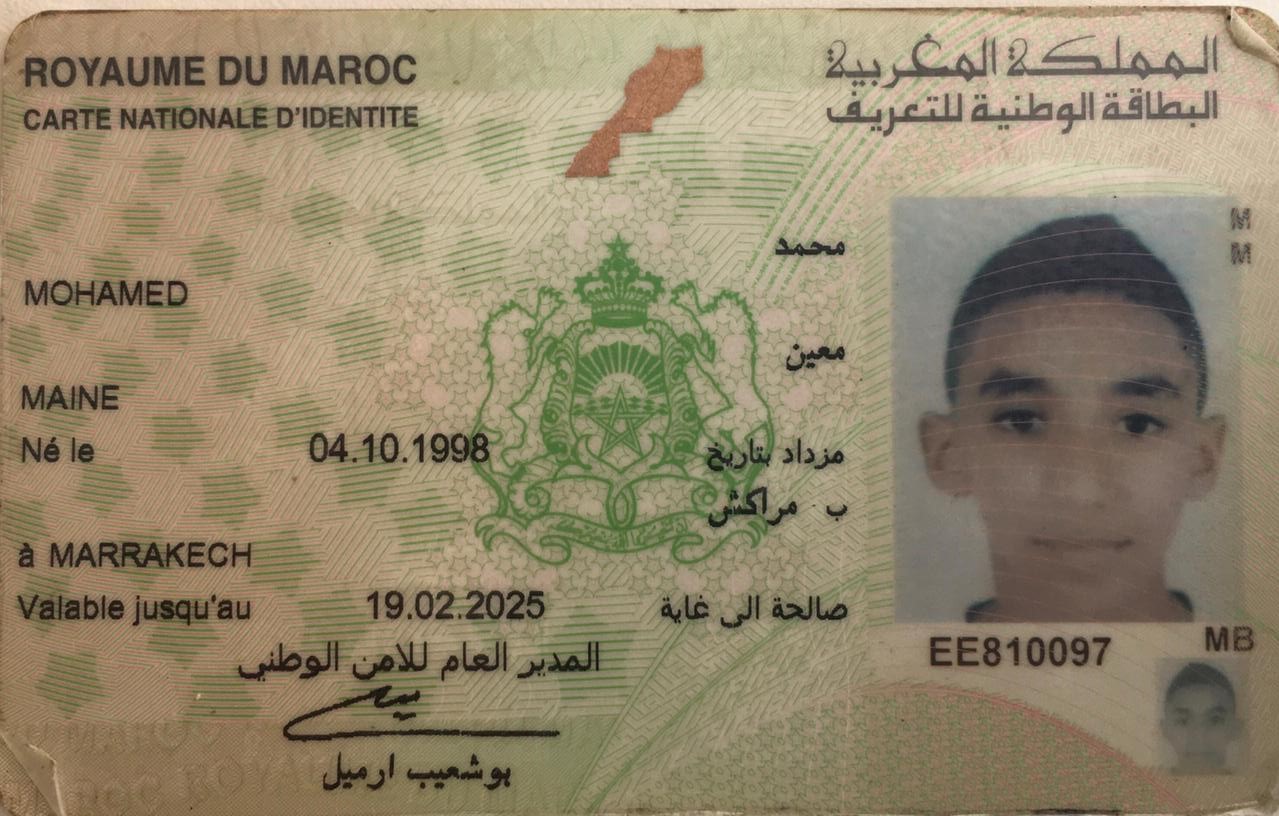 ROYAUME DU MAROC
المملكة المغربية
CARTE NATIONALE D'IDENTITE
البطاقة الوطنية للتعريف
محمد
MOHAMED
معين
MAINE
Né le 04.10.1998 مزداد بتاريخ
ب مراكش
à MARRAKECH
Valable jusqu'au 19.02.2025 صالحة الى غاية
المدير العام للامن الوطني
بوشعيب ارميل
M
M
EE810097
MB